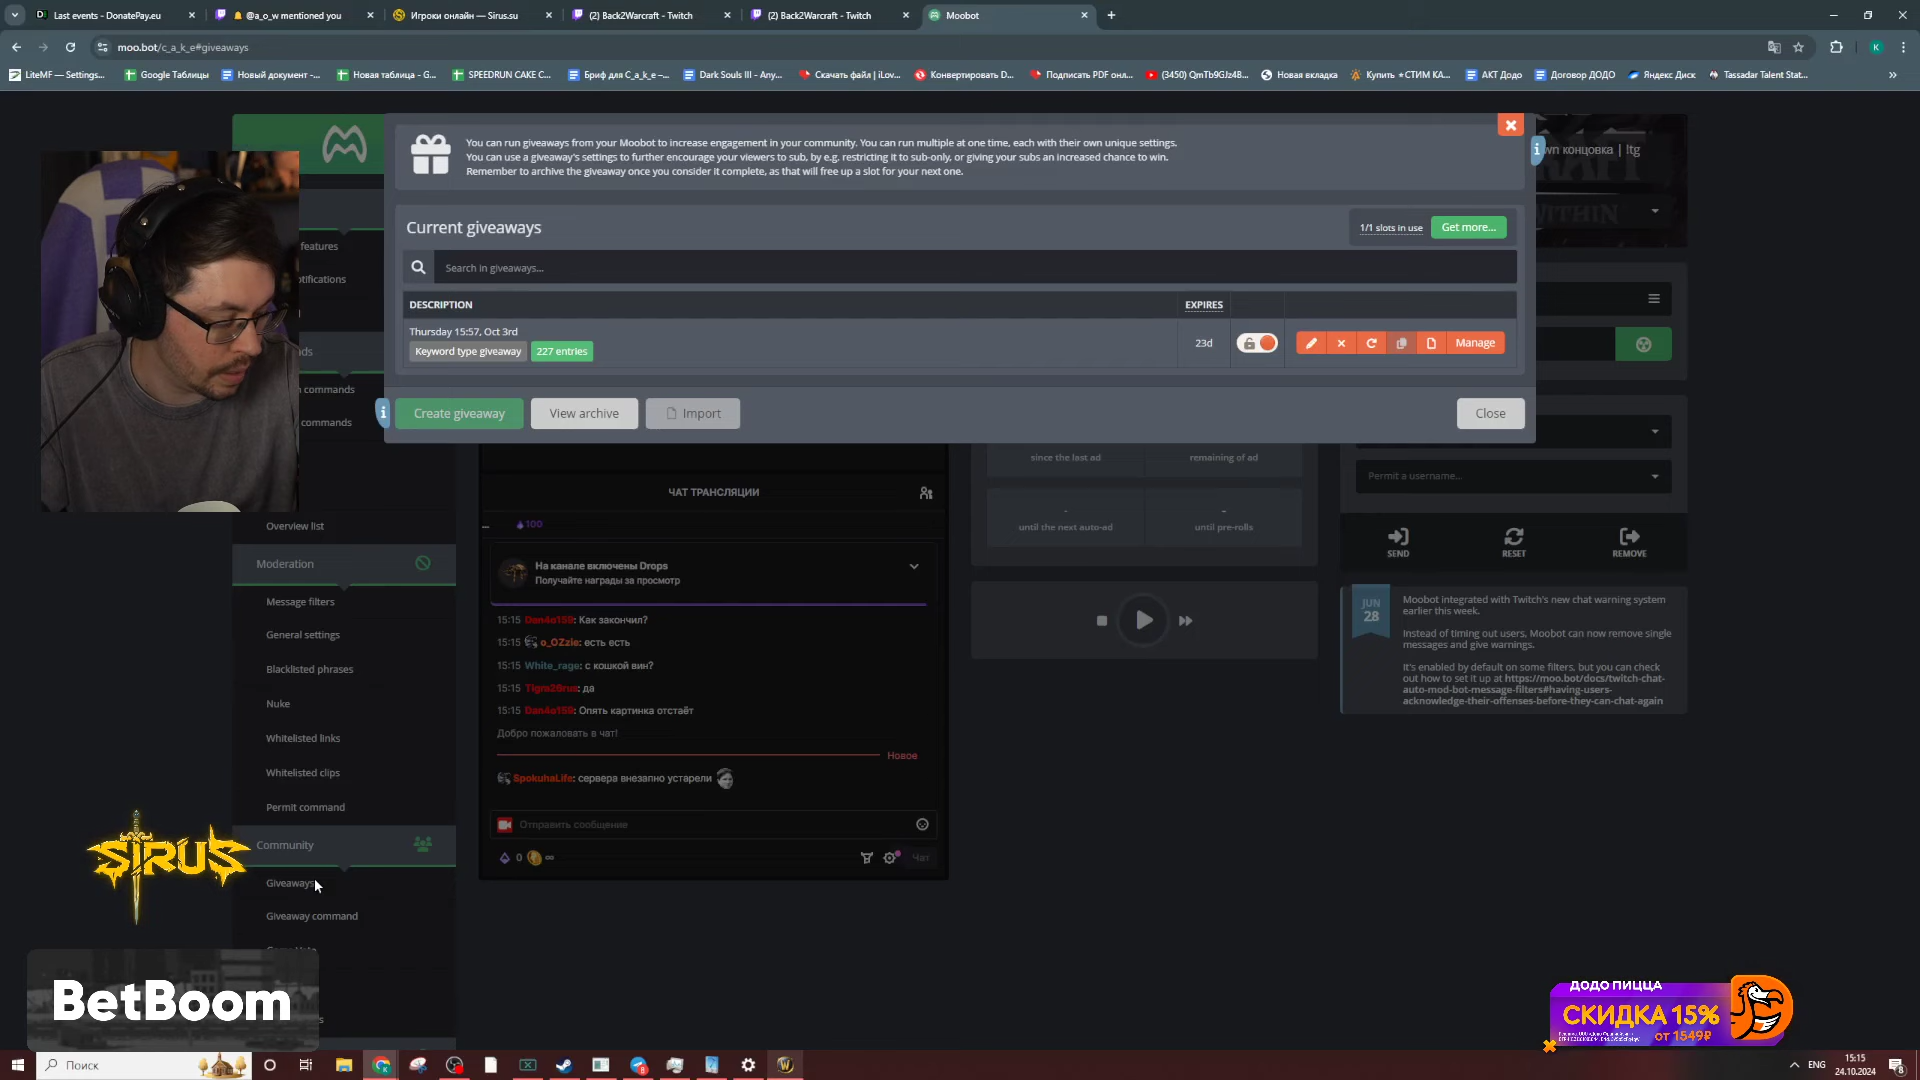 Last events - DonatePay.eu
@a_o_w mentioned you
Игроки онлайн — Sirus.su
(2) Back2Warcraft - Twitch
(2) Back2Warcraft - Twitch
Moobot
moo.bot/c_a_k_e#giveaways
K
LiteMF — Settings...
Google Таблицы
Новый документ -...
Новая таблица - G...
SPEEDRUN CAKE C...
Бриф для C_a_k_e –...
Dark Souls III - Any...
Скачать файл | iLov...
Конвертировать D...
Подписать PDF онл...
(3450) QmTb9GJz4B...
Новая вкладка
Купить ★СТИМ КА...
АКТ Додо
Договор ДОДО
Яндекс Диск
Tassadar Talent Stat...
You can run giveaways from your Moobot to increase engagement in your community. You can run multiple at one time, each with their own unique settings.
You can use a giveaway's settings to further encourage your viewers to sub, by e.g. restricting it to sub-only, or giving your subs an increased chance to win.
Remember to archive the giveaway once you consider it complete, as that will free up a slot for your next one.
wn концовка | !tg
Current giveaways
1/1 slots in use
Get more...
Search in giveaways...
DESCRIPTION
EXPIRES
Thursday 15:57, Oct 3rd
Keyword type giveaway
227 entries
23d
Manage
Create giveaway
View archive
Import
Close
features
otifications
commands
commands
Overview list
Moderation
Message filters
General settings
Blacklisted phrases
Nuke
Whitelisted links
Whitelisted clips
Permit command
Community
Giveaways
Giveaway command
ЧАТ ТРАНСЛЯЦИИ
100
На канале включены Drops
Получайте награды за просмотр
15:15 Dan4o159: Как закончил?
15:15 o_OZzie: есть есть
15:15 White_rage: с кошкой вин?
15:15 Tigra26rus: да
15:15 Dan4o159: Опять картинка отстаёт
Добро пожаловать в чат!
Новое
SpokuhaLife: сервера внезапно устарели
Отправить сообщение
0
∞
Чат
since the last ad
remaining of ad
until the next auto-ad
until pre-rolls
Permit a username...
SEND
RESET
REMOVE
JUN
28
Moobot integrated with Twitch's new chat warning system
earlier this week.
Instead of timing out users, Moobot can now remove single
messages and give warnings.
It's enabled by default on some filters, but you can check
out how to set it up at https://moo.bot/docs/twitch-chat-
auto-mod-bot-message-filters#having-users-
acknowledge-their-offenses-before-they-can-chat-again
SIRUS
BetBoom
ДОДО ПИЦЦА
СКИДКА 15%
ОТ 1549₽
Поиск
ENG
15:15
24.10.2024